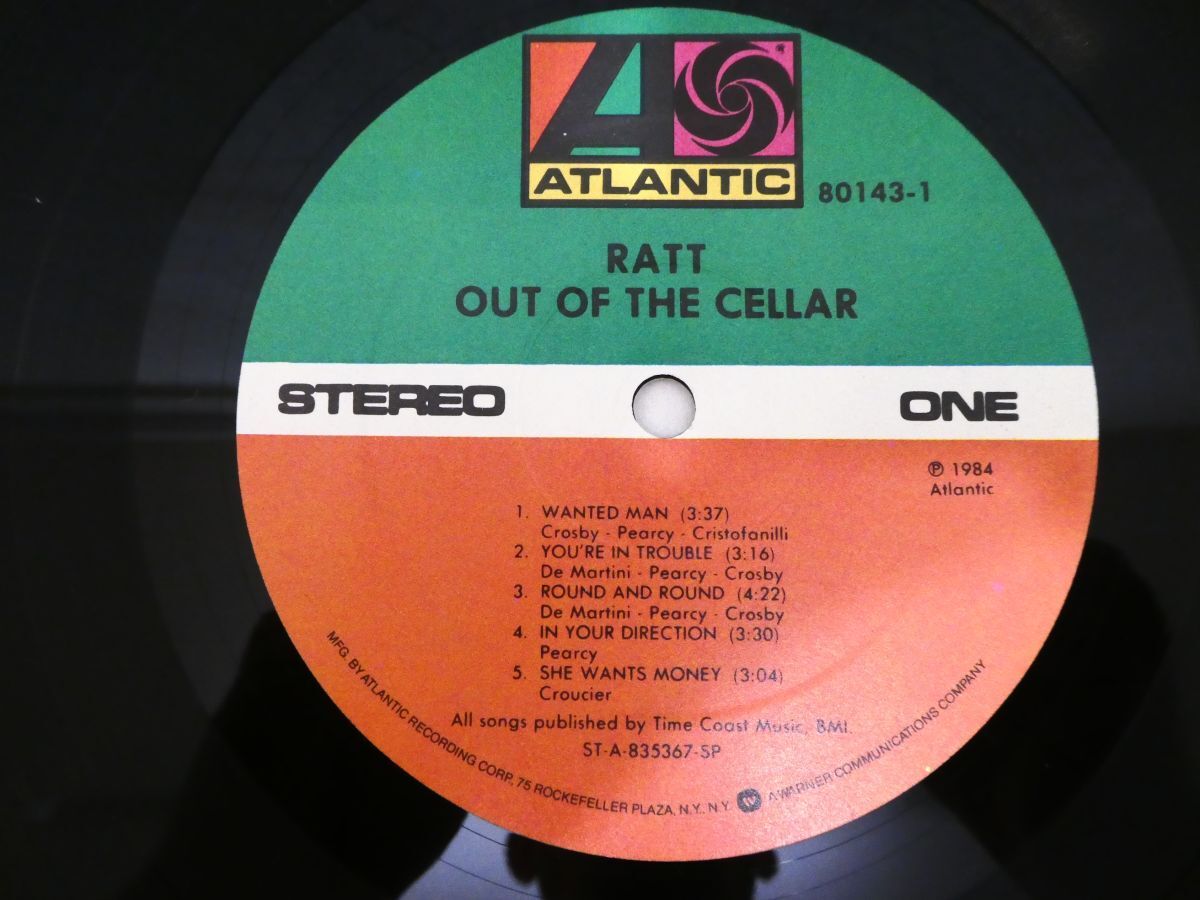 ATLANTIC
80143-1
RATT
OUT OF THE CELLAR
STEREO
ONE
℗ 1984
Atlantic
1. WANTED MAN (3:37)
Crosby - Pearcy - Cristofanilli
2. YOU'RE IN TROUBLE (3:16)
De Martini - Pearcy - Crosby
3. ROUND AND ROUND (4:22)
De Martini - Pearcy - Crosby
4. IN YOUR DIRECTION (3:30)
Pearcy
5. SHE WANTS MONEY (3:04)
Croucier
All songs published by Time Coast Music, BMI.
ST-A-835367-SP
MFG. BY ATLANTIC RECORDING CORP. 75 ROCKEFELLER PLAZA, N.Y., N.Y. A WARNER COMMUNICATIONS COMPANY